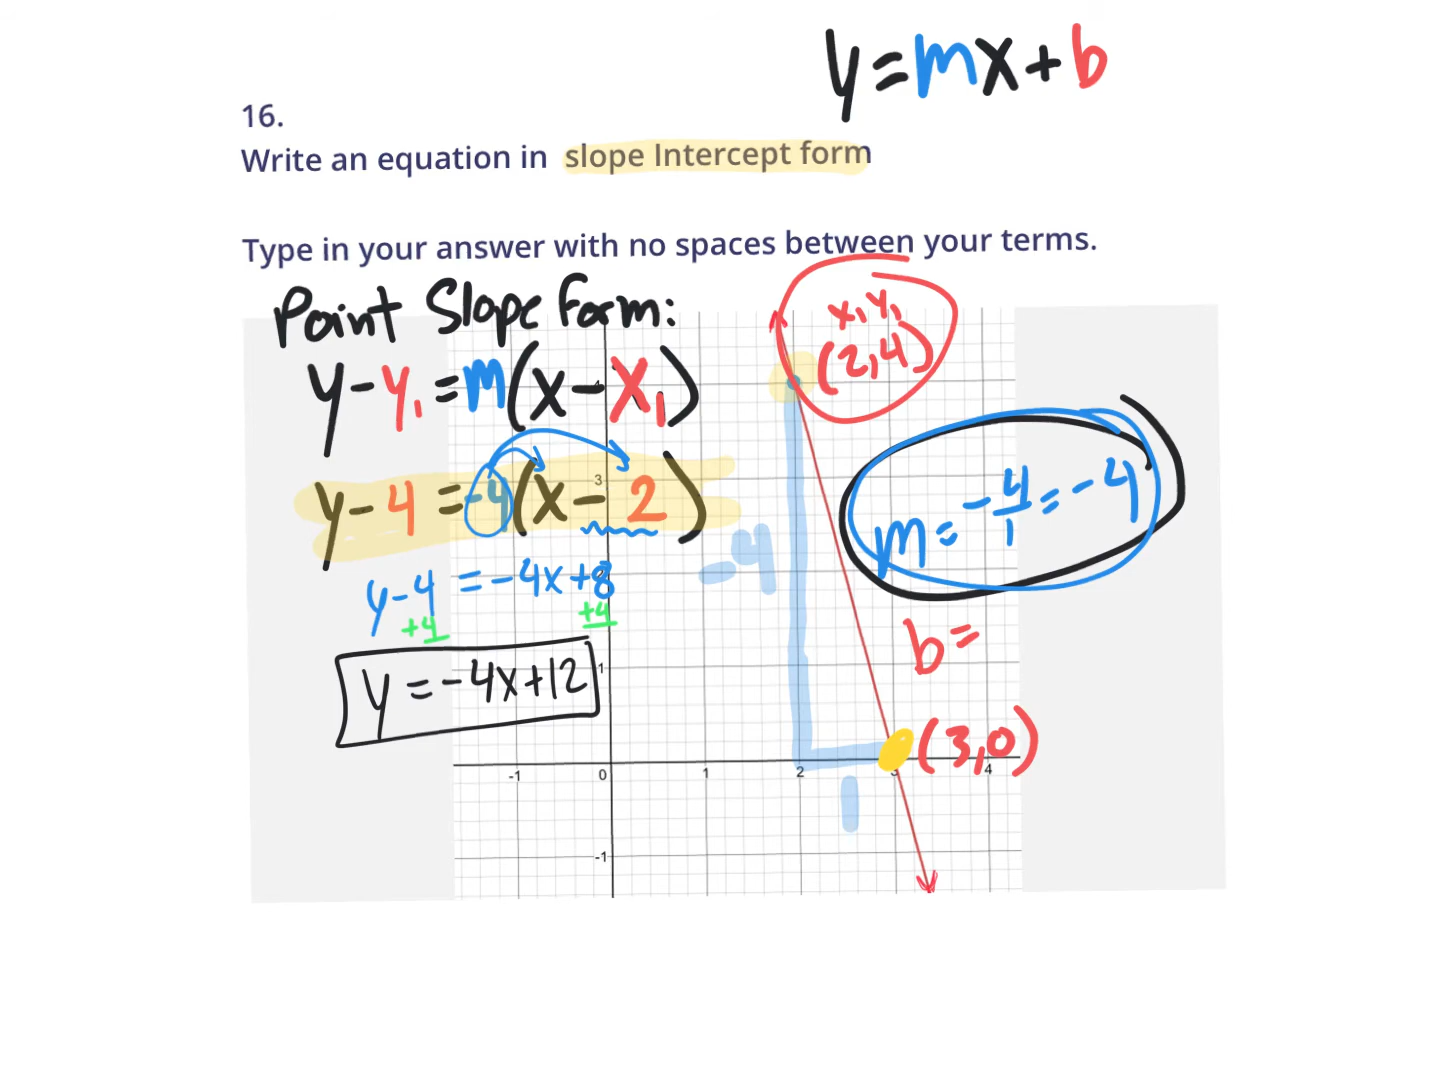 y=mx+b
16.
Write an equation in slope Intercept form
Type in your answer with no spaces between your terms.
Point Slope Form:
x₁y₁
(2,4)
y-y₁=m(x-x₁)
4
y-4=-4(x-2)
3
m=-4/1=-4
-4
y-4=-4x+8
+4 +4
b=
y=-4x+12
1
(3,0)
-1 0 1 2 3 4
1
-1